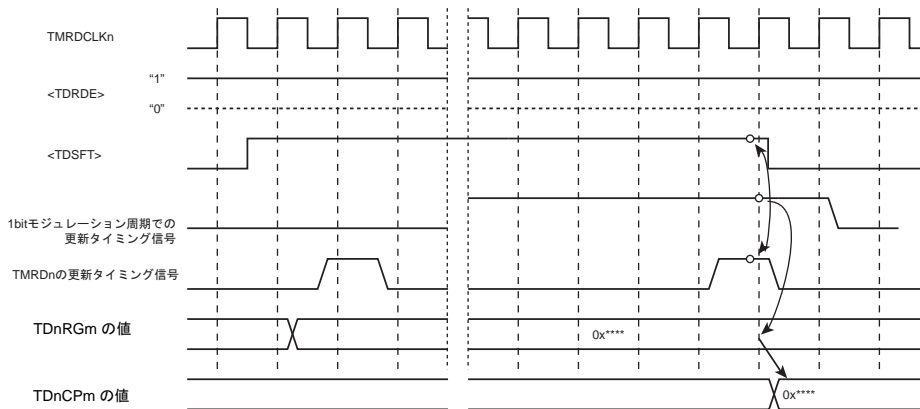 TMRDCLKn
“1”
<TDRDE>
“0”
<TDSFT>
1bitモジュレーション周期での
更新タイミング信号
TMRDnの更新タイミング信号
TDnRGm の値
0x****
TDnCPm の値
0x****